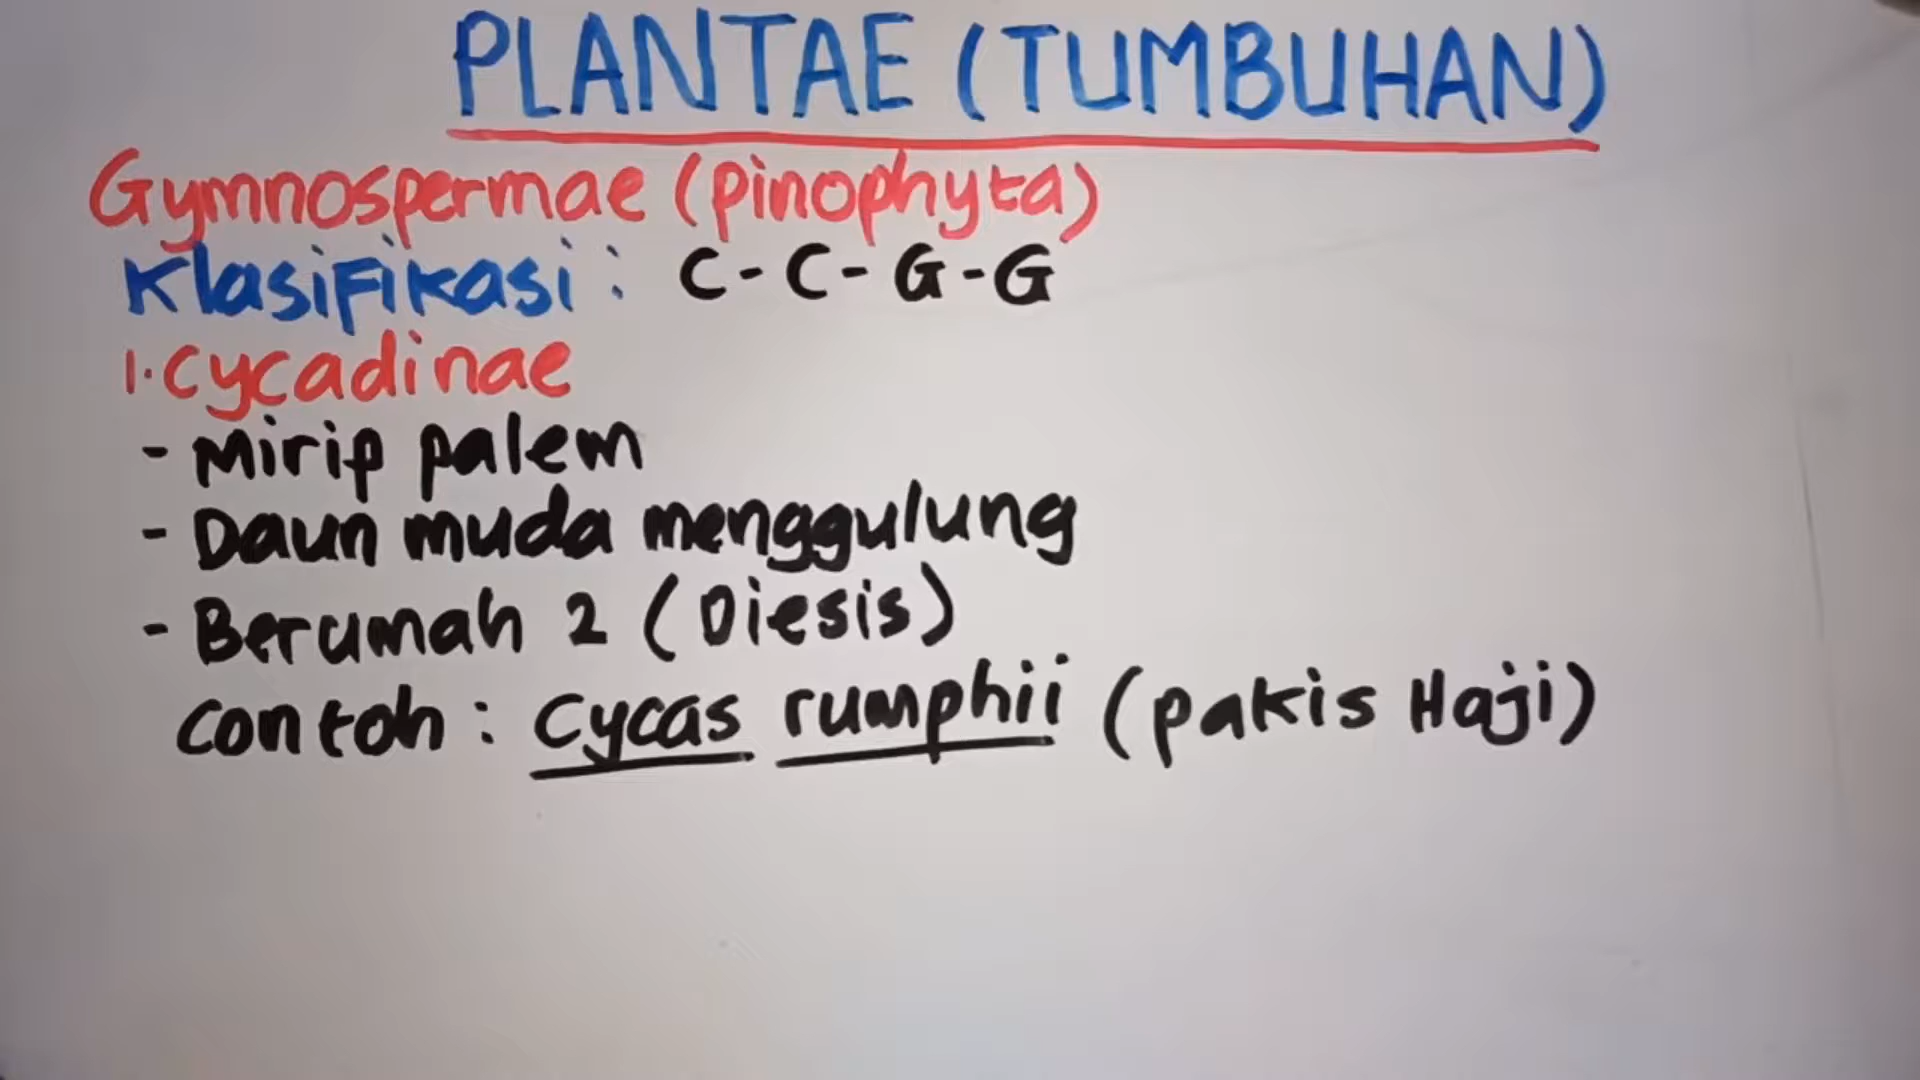 PLANTAE (TUMBUHAN)
Gymnospermae (pinophyta)
Klasifikasi : C - C - G - G
1. Cycadinae
- Mirip palem
- Daun muda menggulung
- Berumah 2 (Diesis)
Contoh : Cycas rumphii (pakis Haji)